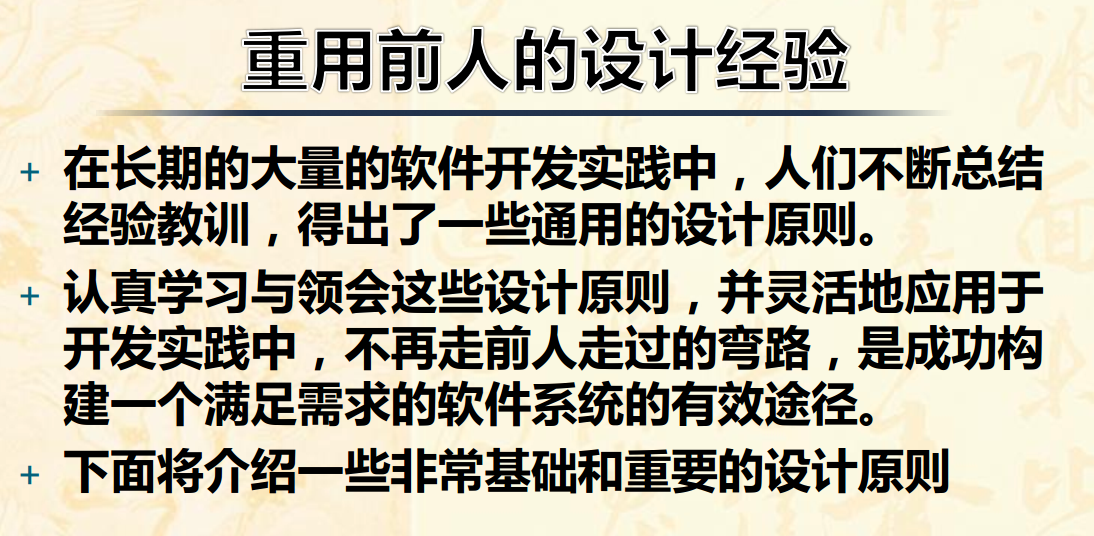 重用前人的设计经验
+ 在长期的大量的软件开发实践中，人们不断总结
经验教训，得出了一些通用的设计原则。
+ 认真学习与领会这些设计原则，并灵活地应用于
开发实践中，不再走前人走过的弯路，是成功构
建一个满足需求的软件系统的有效途径。
+ 下面将介绍一些非常基础和重要的设计原则